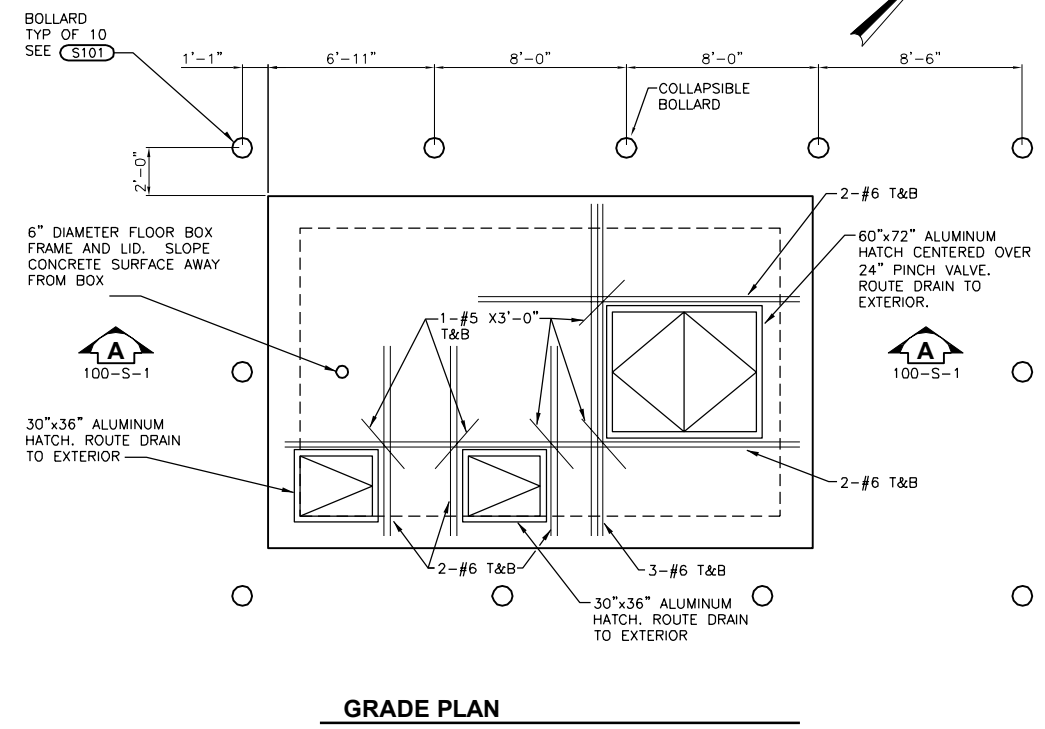 BOLLARD
TYP OF 10
SEE S101
1'-1"
6'-11"
8'-0"
8'-0"
8'-6"
COLLAPSIBLE
BOLLARD
2'-0"
2-#6 T&B
6" DIAMETER FLOOR BOX
FRAME AND LID. SLOPE
CONCRETE SURFACE AWAY
FROM BOX
60"x72" ALUMINUM
HATCH CENTERED OVER
24" PINCH VALVE.
ROUTE DRAIN TO
EXTERIOR.
1-#5 X3'-0"
T&B
A
100-S-1
A
100-S-1
30"x36" ALUMINUM
HATCH. ROUTE DRAIN
TO EXTERIOR
2-#6 T&B
2-#6 T&B
3-#6 T&B
30"x36" ALUMINUM
HATCH. ROUTE DRAIN
TO EXTERIOR
GRADE PLAN